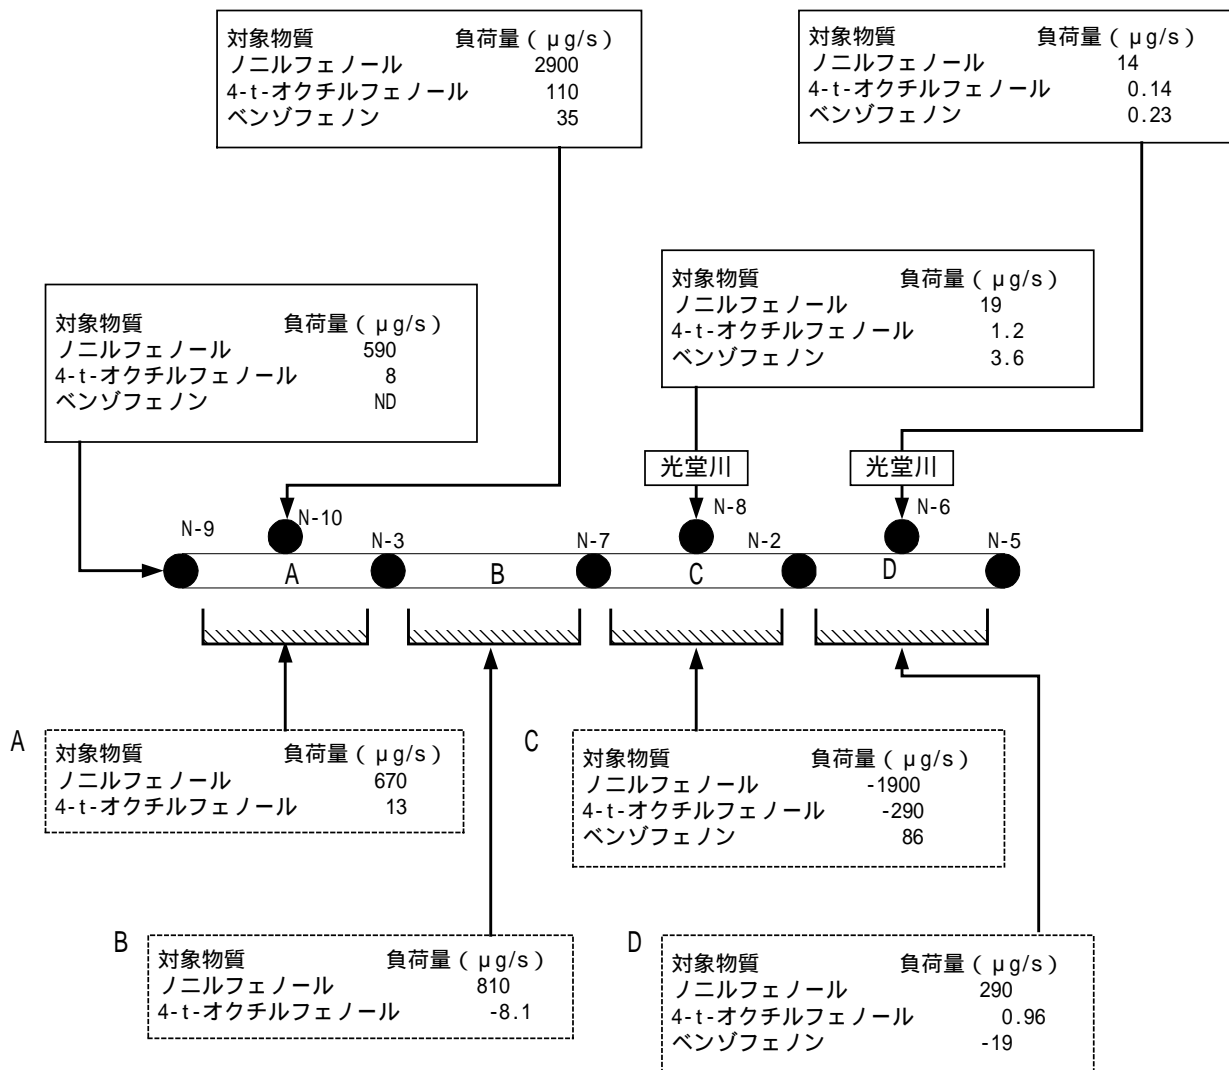 対象物質 負荷量(μg/s)
ノニルフェノール 2900
4-t-オクチルフェノール 110
ベンゾフェノン 35
対象物質 負荷量(μg/s)
ノニルフェノール 14
4-t-オクチルフェノール 0.14
ベンゾフェノン 0.23
対象物質 負荷量(μg/s)
ノニルフェノール 19
4-t-オクチルフェノール 1.2
ベンゾフェノン 3.6
対象物質 負荷量(μg/s)
ノニルフェノール 590
4-t-オクチルフェノール 8
ベンゾフェノン ND
光堂川
光堂川
N-9
N-10
N-3
N-7
N-8
N-2
N-6
N-5
A
B
C
D
A
対象物質 負荷量(μg/s)
ノニルフェノール 670
4-t-オクチルフェノール 13
C
対象物質 負荷量(μg/s)
ノニルフェノール -1900
4-t-オクチルフェノール -290
ベンゾフェノン 86
B
対象物質 負荷量(μg/s)
ノニルフェノール 810
4-t-オクチルフェノール -8.1
D
対象物質 負荷量(μg/s)
ノニルフェノール 290
4-t-オクチルフェノール 0.96
ベンゾフェノン -19